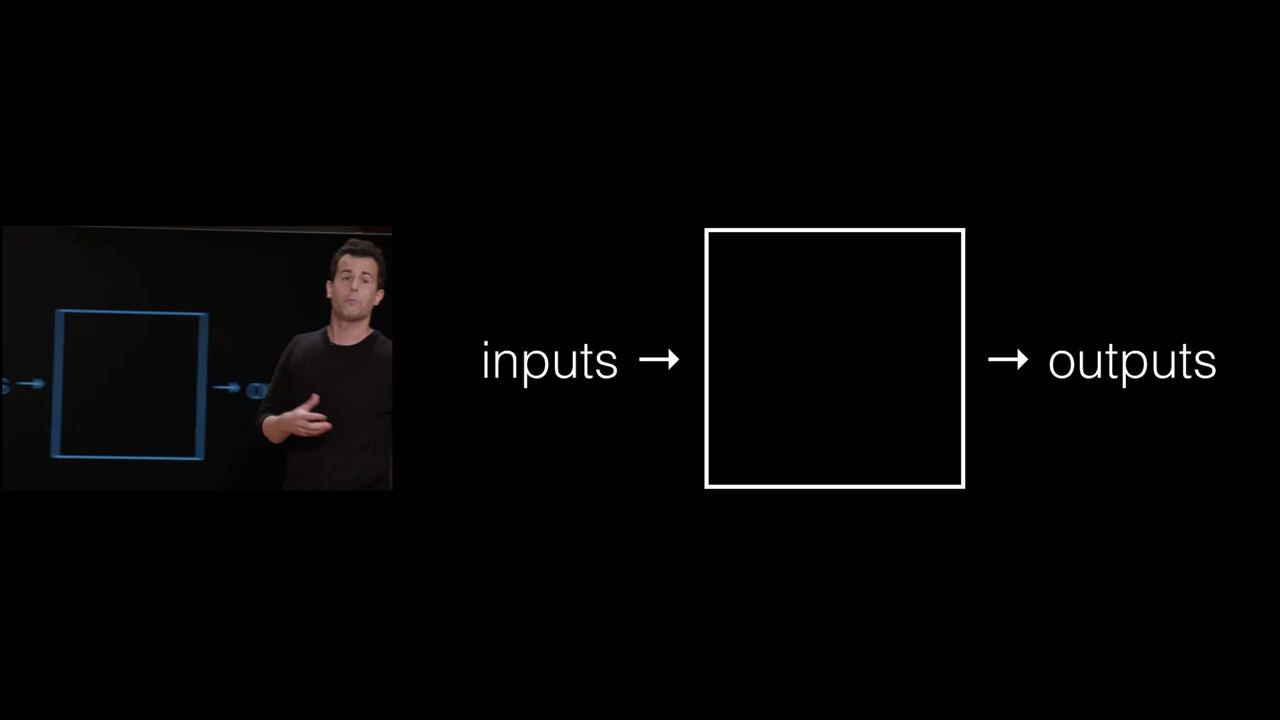 inputs → → outputs